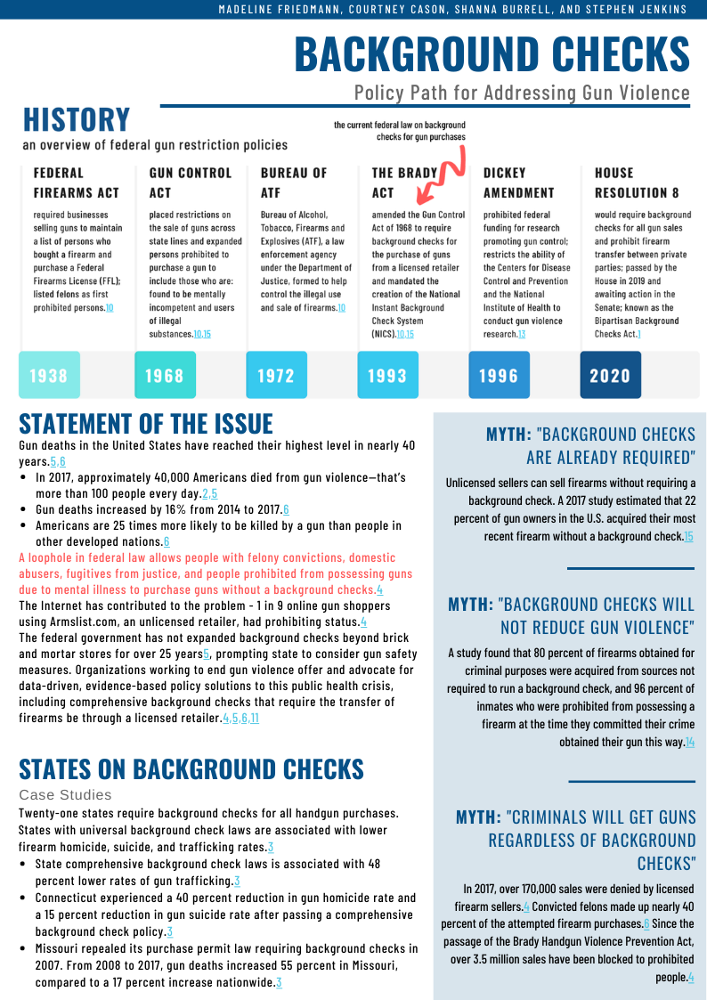 MADELINE FRIEDMANN, COURTNEY CASON, SHANNA BURRELL, AND STEPHEN JENKINS
BACKGROUND CHECKS
Policy Path for Addressing Gun Violence
HISTORY
an overview of federal gun restriction policies
the current federal law on background
checks for gun purchases
FEDERAL
FIREARMS ACT
required businesses
selling guns to maintain
a list of persons who
bought a firearm and
purchase a Federal
Firearms License (FFL);
listed felons as first
prohibited persons.10
GUN CONTROL
ACT
placed restrictions on
the sale of guns across
state lines and expanded
persons prohibited to
purchase a gun to
include those who are:
found to be mentally
incompetent and users
of illegal
substances.10,15
BUREAU OF
ATF
Bureau of Alcohol,
Tobacco, Firearms and
Explosives (ATF), a law
enforcement agency
under the Department of
Justice, formed to help
control the illegal use
and sale of firearms.10
THE BRADY
ACT
amended the Gun Control
Act of 1968 to require
background checks for
the purchase of guns
from a licensed retailer
and mandated the
creation of the National
Instant Background
Check System
(NICS).10,15
DICKEY
AMENDMENT
prohibited federal
funding for research
promoting gun control;
restricts the ability of
the Centers for Disease
Control and Prevention
and the National
Institute of Health to
conduct gun violence
research.13
HOUSE
RESOLUTION 8
would require background
checks for all gun sales
and prohibit firearm
transfer between private
parties; passed by the
House in 2019 and
awaiting action in the
Senate; known as the
Bipartisan Background
Checks Act.1
1938
1968
1972
1993
1996
2020
STATEMENT OF THE ISSUE
Gun deaths in the United States have reached their highest level in nearly 40
years.5,6
• In 2017, approximately 40,000 Americans died from gun violence—that's
more than 100 people every day.2,5
• Gun deaths increased by 16% from 2014 to 2017.6
• Americans are 25 times more likely to be killed by a gun than people in
other developed nations.6
A loophole in federal law allows people with felony convictions, domestic
abusers, fugitives from justice, and people prohibited from possessing guns
due to mental illness to purchase guns without a background checks.4
The Internet has contributed to the problem - 1 in 9 online gun shoppers
using Armslist.com, an unlicensed retailer, had prohibiting status.4
The federal government has not expanded background checks beyond brick
and mortar stores for over 25 years5, prompting state to consider gun safety
measures. Organizations working to end gun violence offer and advocate for
data-driven, evidence-based policy solutions to this public health crisis,
including comprehensive background checks that require the transfer of
firearms be through a licensed retailer.4,5,6,11
STATES ON BACKGROUND CHECKS
Case Studies
Twenty-one states require background checks for all handgun purchases.
States with universal background check laws are associated with lower
firearm homicide, suicide, and trafficking rates.3
• State comprehensive background check laws is associated with 48
percent lower rates of gun trafficking.3
• Connecticut experienced a 40 percent reduction in gun homicide rate and
a 15 percent reduction in gun suicide rate after passing a comprehensive
background check policy.3
• Missouri repealed its purchase permit law requiring background checks in
2007. From 2008 to 2017, gun deaths increased 55 percent in Missouri,
compared to a 17 percent increase nationwide.3
MYTH: "BACKGROUND CHECKS
ARE ALREADY REQUIRED"
Unlicensed sellers can sell firearms without requiring a
background check. A 2017 study estimated that 22
percent of gun owners in the U.S. acquired their most
recent firearm without a background check.15
MYTH: "BACKGROUND CHECKS WILL
NOT REDUCE GUN VIOLENCE"
A study found that 80 percent of firearms obtained for
criminal purposes were acquired from sources not
required to run a background check, and 96 percent of
inmates who were prohibited from possessing a
firearm at the time they committed their crime
obtained their gun this way.14
MYTH: "CRIMINALS WILL GET GUNS
REGARDLESS OF BACKGROUND
CHECKS"
In 2017, over 170,000 sales were denied by licensed
firearm sellers.4 Convicted felons made up nearly 40
percent of the attempted firearm purchases.6 Since the
passage of the Brady Handgun Violence Prevention Act,
over 3.5 million sales have been blocked to prohibited
people.4